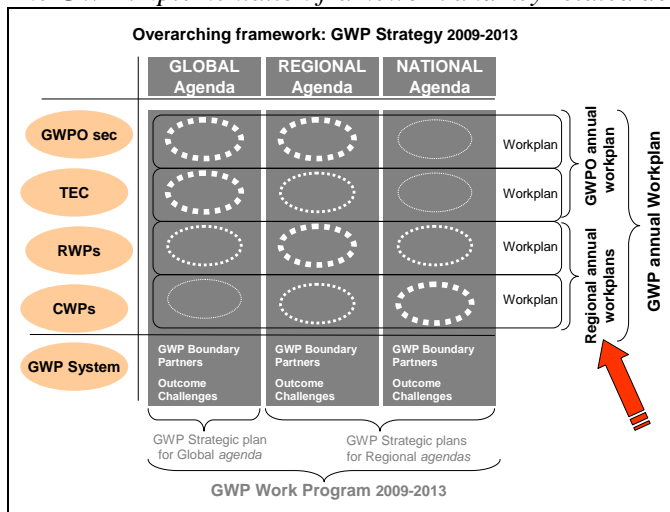 Overarching framework: GWP Strategy 2009-2013
GLOBAL Agenda
REGIONAL Agenda
NATIONAL Agenda
GWPO sec
Workplan
TEC
Workplan
RWPs
Workplan
CWPs
Workplan
GWPO annual workplan
Regional annual workplans
GWP annual Workplan
GWP System
GWP Boundary Partners
Outcome Challenges
GWP Boundary Partners
Outcome Challenges
GWP Boundary Partners
Outcome Challenges
GWP Strategic plan
for Global agenda
GWP Strategic plans
for Regional agendas
GWP Work Program 2009-2013